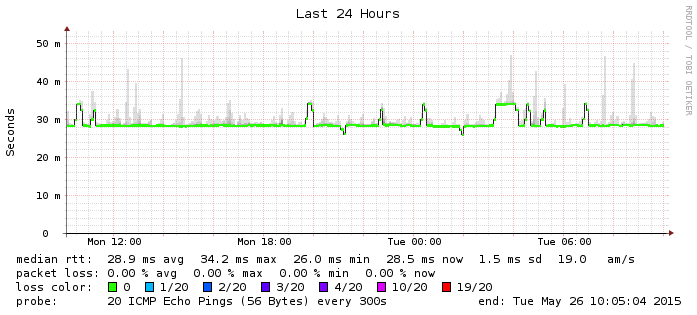 Last 24 Hours
RRDTOOL / TOBI OETIKER
Seconds
50 m
40 m
30 m
20 m
10 m
0
Mon 12:00 Mon 18:00 Tue 00:00 Tue 06:00
median rtt: 28.9 ms avg 34.2 ms max 26.0 ms min 28.5 ms now 1.5 ms sd 19.0 am/s
packet loss: 0.00 % avg 0.00 % max 0.00 % min 0.00 % now
loss color: 0 1/20 2/20 3/20 4/20 10/20 19/20
probe: 20 ICMP Echo Pings (56 Bytes) every 300s end: Tue May 26 10:05:04 2015